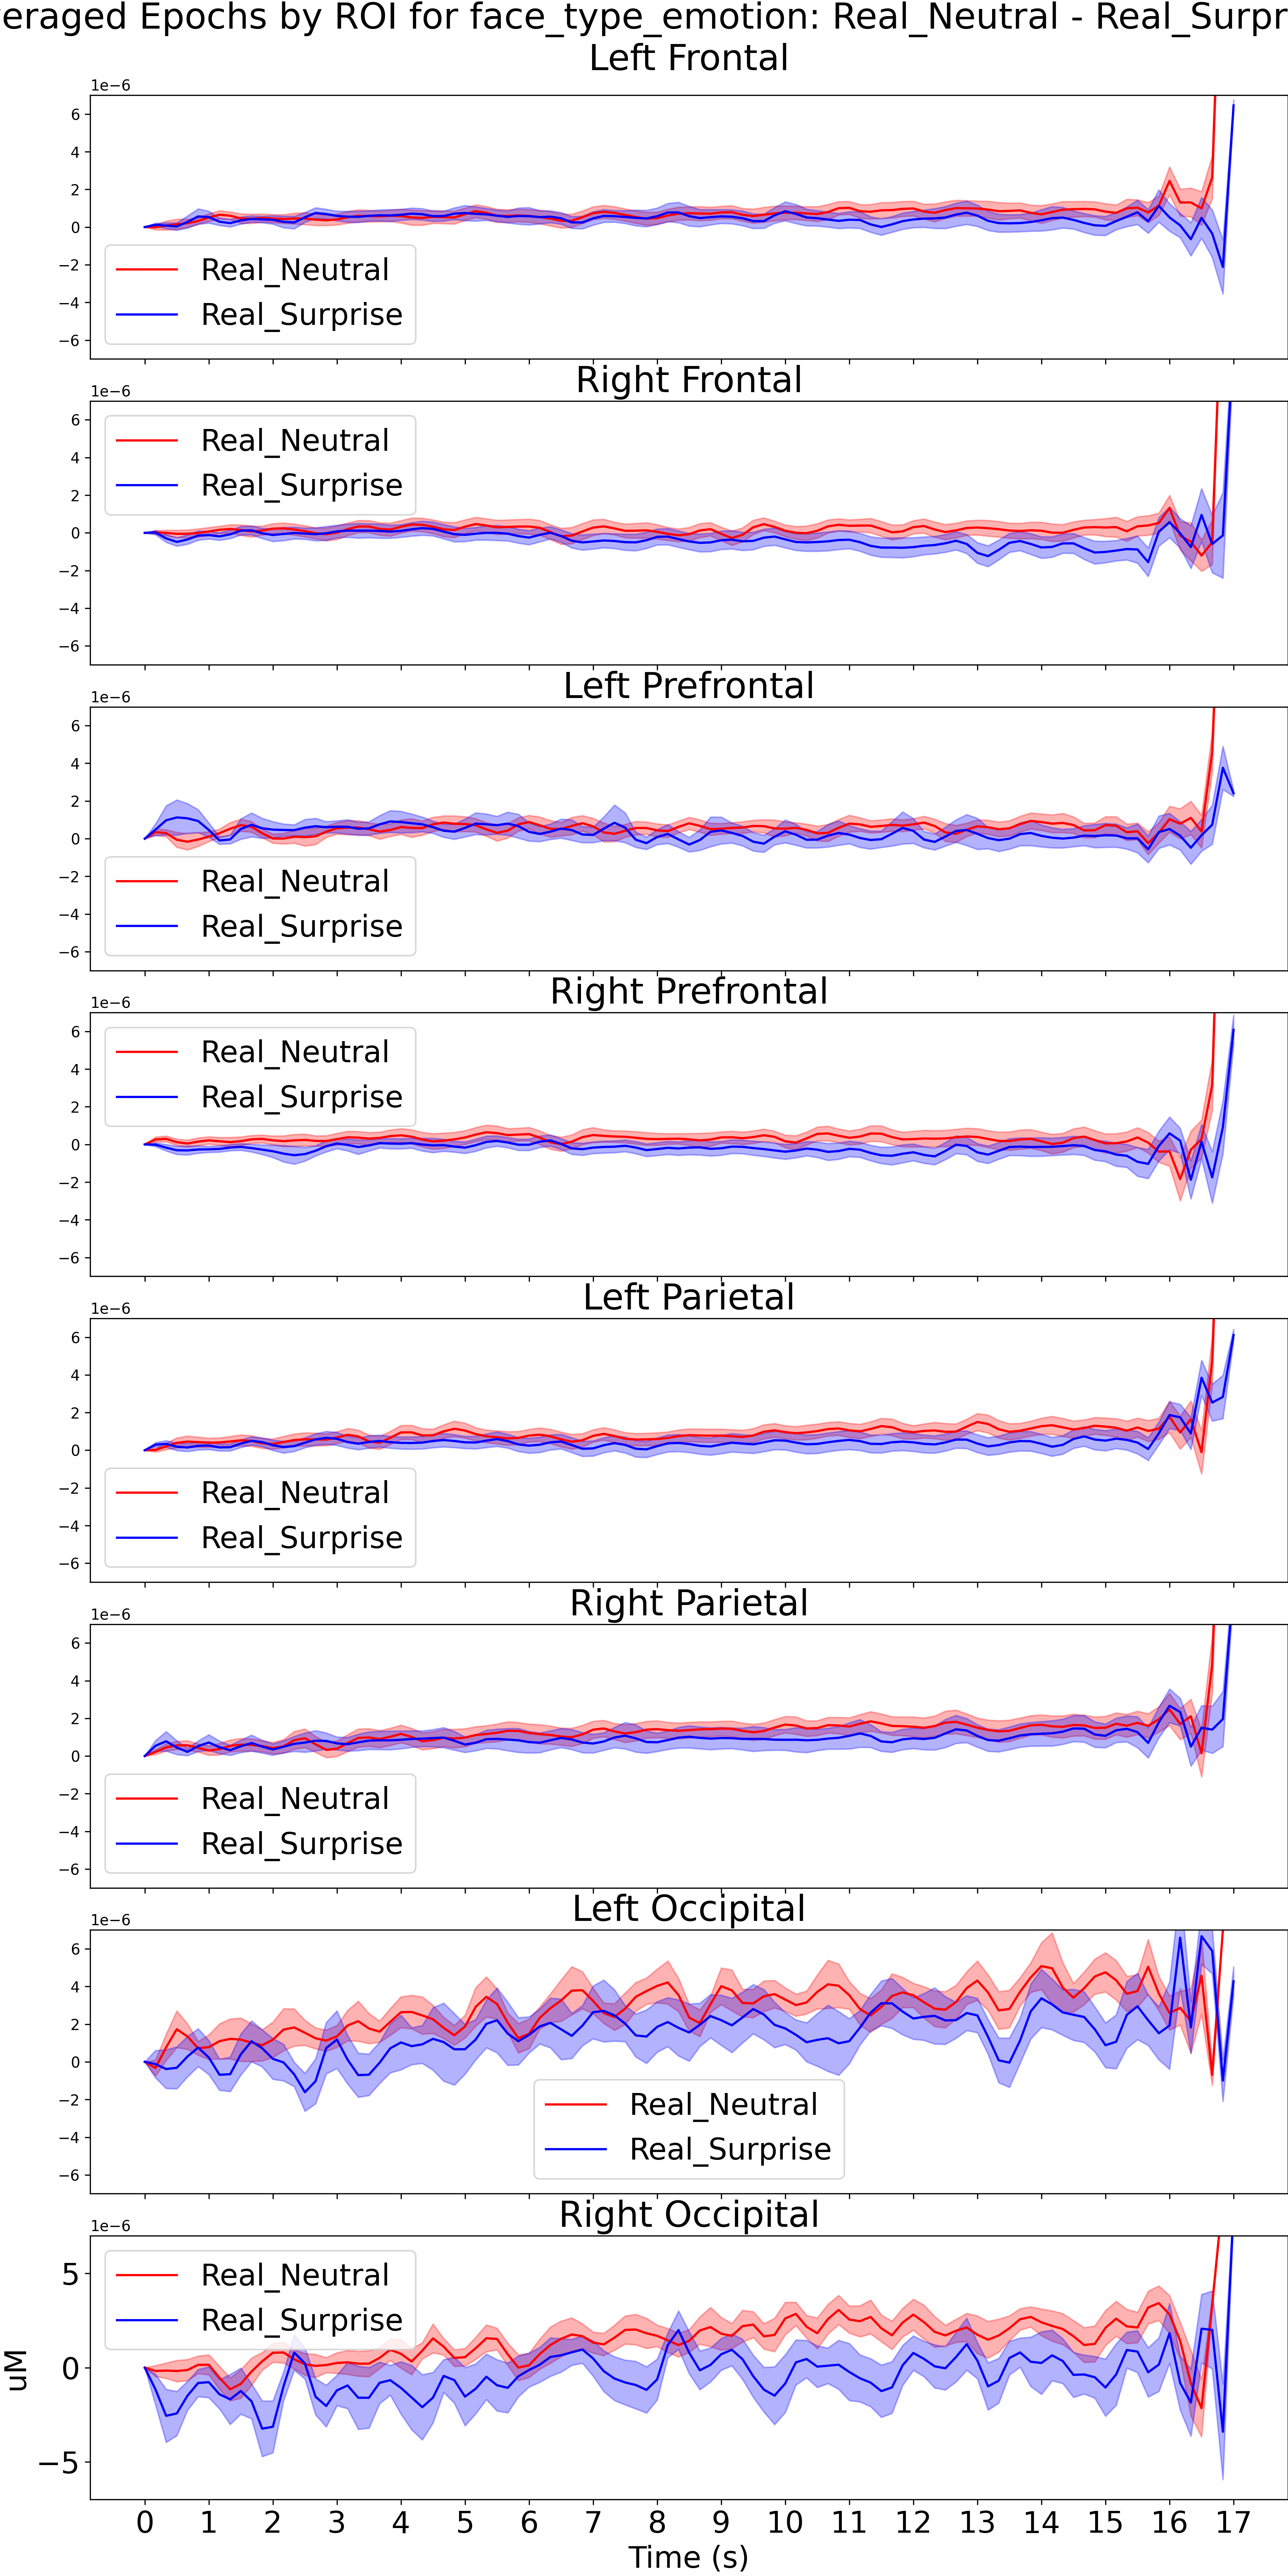 eraged Epochs by ROI for face_type_emotion: Real_Neutral - Real_Surpr
Left Frontal
1e−6
6
4
2
0
−2
−4
−6
Real_Neutral
Real_Surprise
Right Frontal
1e−6
6
4
2
0
−2
−4
−6
Real_Neutral
Real_Surprise
Left Prefrontal
1e−6
6
4
2
0
−2
−4
−6
Real_Neutral
Real_Surprise
Right Prefrontal
1e−6
6
4
2
0
−2
−4
−6
Real_Neutral
Real_Surprise
Left Parietal
1e−6
6
4
2
0
−2
−4
−6
Real_Neutral
Real_Surprise
Right Parietal
1e−6
6
4
2
0
−2
−4
−6
Real_Neutral
Real_Surprise
Left Occipital
1e−6
6
4
2
0
−2
−4
−6
Real_Neutral
Real_Surprise
Right Occipital
1e−6
5
0
−5
uM
Real_Neutral
Real_Surprise
0 1 2 3 4 5 6 7 8 9 10 11 12 13 14 15 16 17
Time (s)